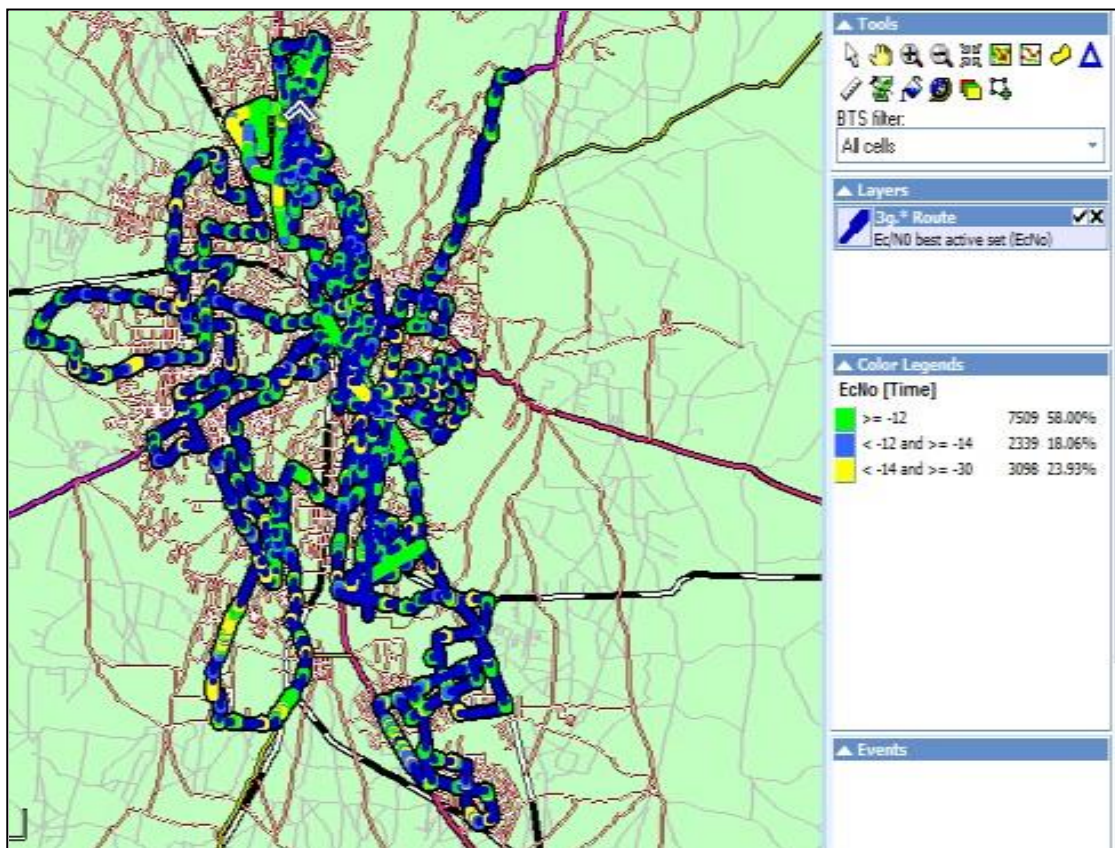 Tools
BTS filter:
All cells
Layers
3g.* Route
Ec/N0 best active set (EcNo)
Color Legends
EcNo [Time]
>= -12 7509 58.00%
< -12 and >= -14 2339 18.06%
< -14 and >= -30 3098 23.93%
Events